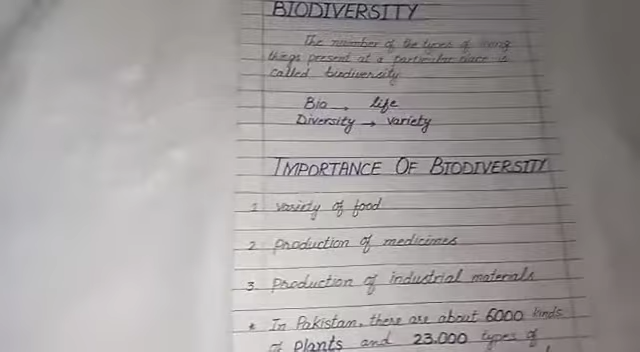 BIODIVERSITY
The number of the types of living
things present at a particular place is
called biodiversity
Bio → life
Diversity → variety
IMPORTANCE OF BIODIVERSITY
1 variety of food
2 Production of medicines
3 Production of industrial materials
* In Pakistan, there are about 6000 kinds
of plants and 23.000 types of